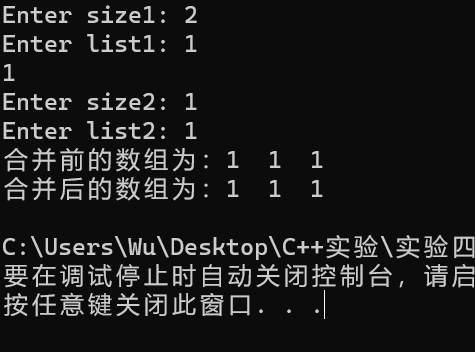 Enter size1: 2
Enter list1: 1
1
Enter size2: 1
Enter list2: 1
合并前的数组为：1  1  1
合并后的数组为：1  1  1
C:\Users\Wu\Desktop\C++实验\实验四
要在调试停止时自动关闭控制台，请启
按任意键关闭此窗口. . .